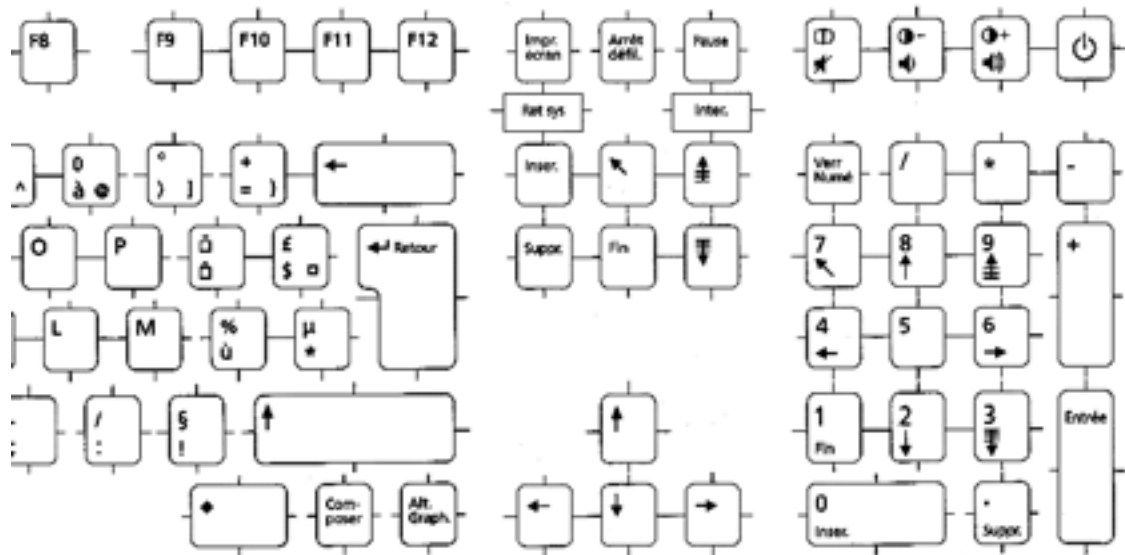 F8 F9 F10 F11 F12 Impr. écran Arrêt défil. Pause
Ret sys Inter.
^ 0 à @ ° ) ] + = } ← Inser. ↖ Verr Numé / * -
O P £ $ ¤ ↵ Retour Suppr. Fin 7 ↖ 8 ↑ 9 +
L M % ù µ * 4 ← 5 6 →
/ : § ! ↑ ↑ 1 Fin 2 ↓ 3 Entrée
◆ Com- poser Alt. Graph. ← ↓ → 0 Inser. . Suppr.